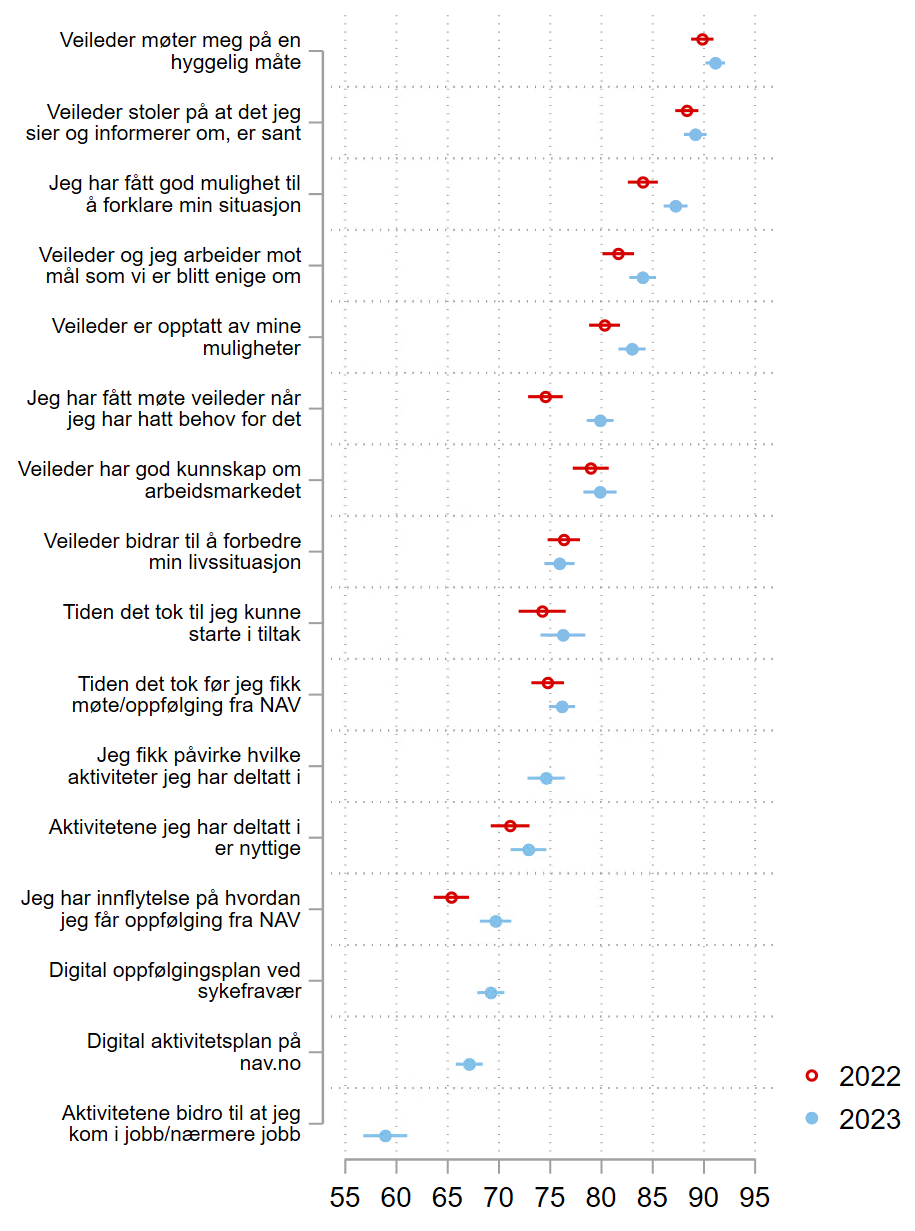 Veileder møter meg på en
hyggelig måte
Veileder stoler på at det jeg
sier og informerer om, er sant
Jeg har fått god mulighet til
å forklare min situasjon
Veileder og jeg arbeider mot
mål som vi er blitt enige om
Veileder er opptatt av mine
muligheter
Jeg har fått møte veileder når
jeg har hatt behov for det
Veileder har god kunnskap om
arbeidsmarkedet
Veileder bidrar til å forbedre
min livssituasjon
Tiden det tok til jeg kunne
starte i tiltak
Tiden det tok før jeg fikk
møte/oppfølging fra NAV
Jeg fikk påvirke hvilke
aktiviteter jeg har deltatt i
Aktivitetene jeg har deltatt i
er nyttige
Jeg har innflytelse på hvordan
jeg får oppfølging fra NAV
Digital oppfølgingsplan ved
sykefravær
Digital aktivitetsplan på
nav.no
Aktivitetene bidro til at jeg
kom i jobb/nærmere jobb
55 60 65 70 75 80 85 90 95
2022
2023